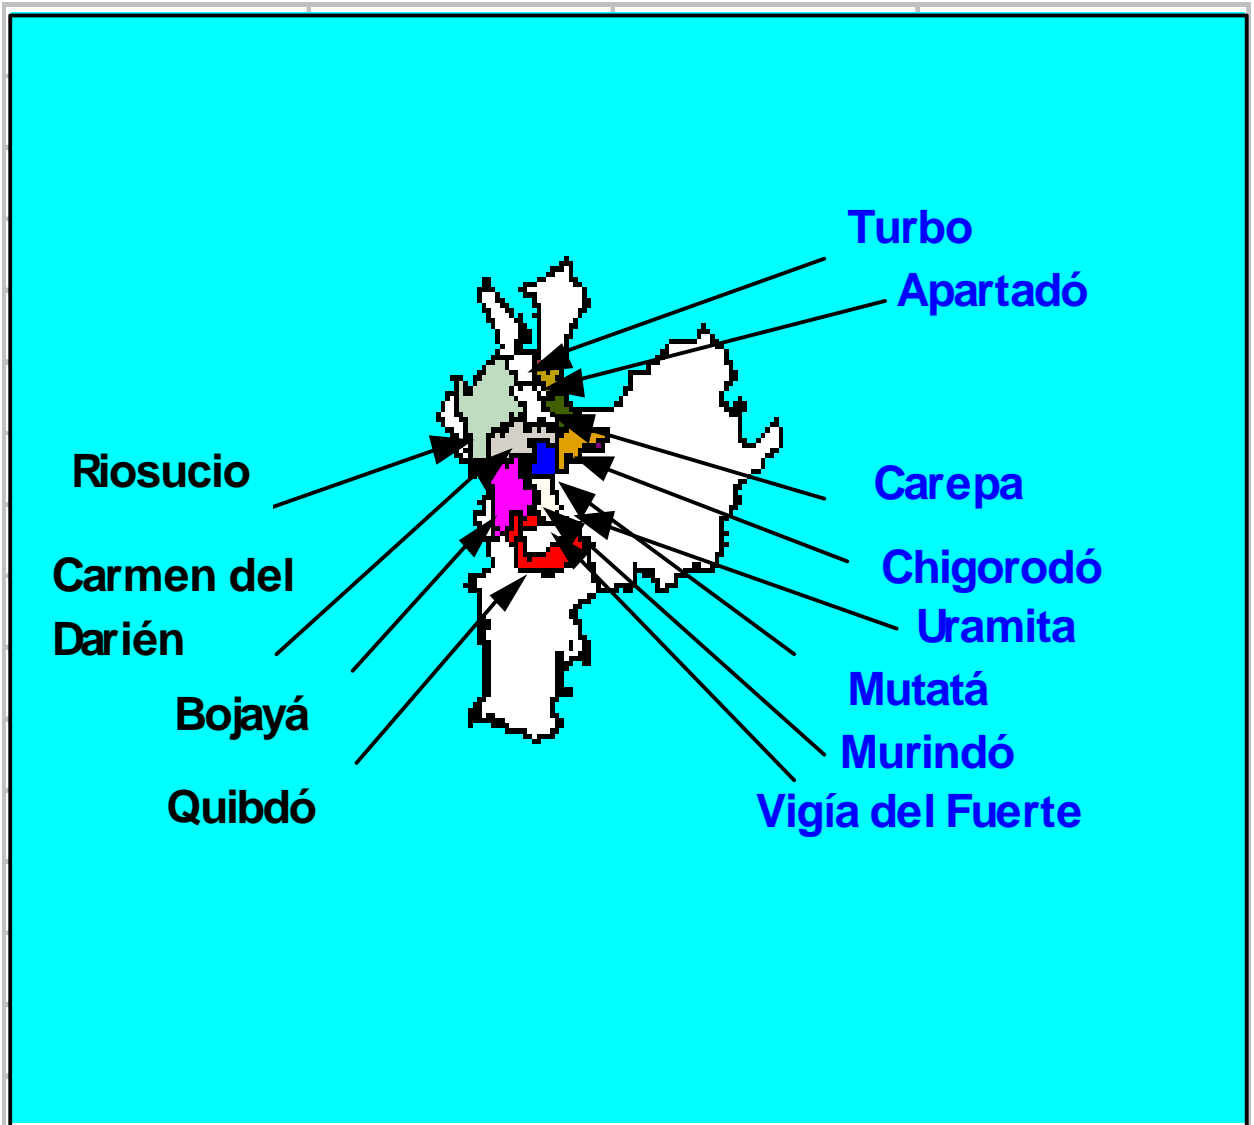 Turbo
Apartadó
Riosucio
Carepa
Carmen del
Darién
Chigorodó
Uramita
Bojayá
Mutatá
Murindó
Quibdó
Vigía del Fuerte